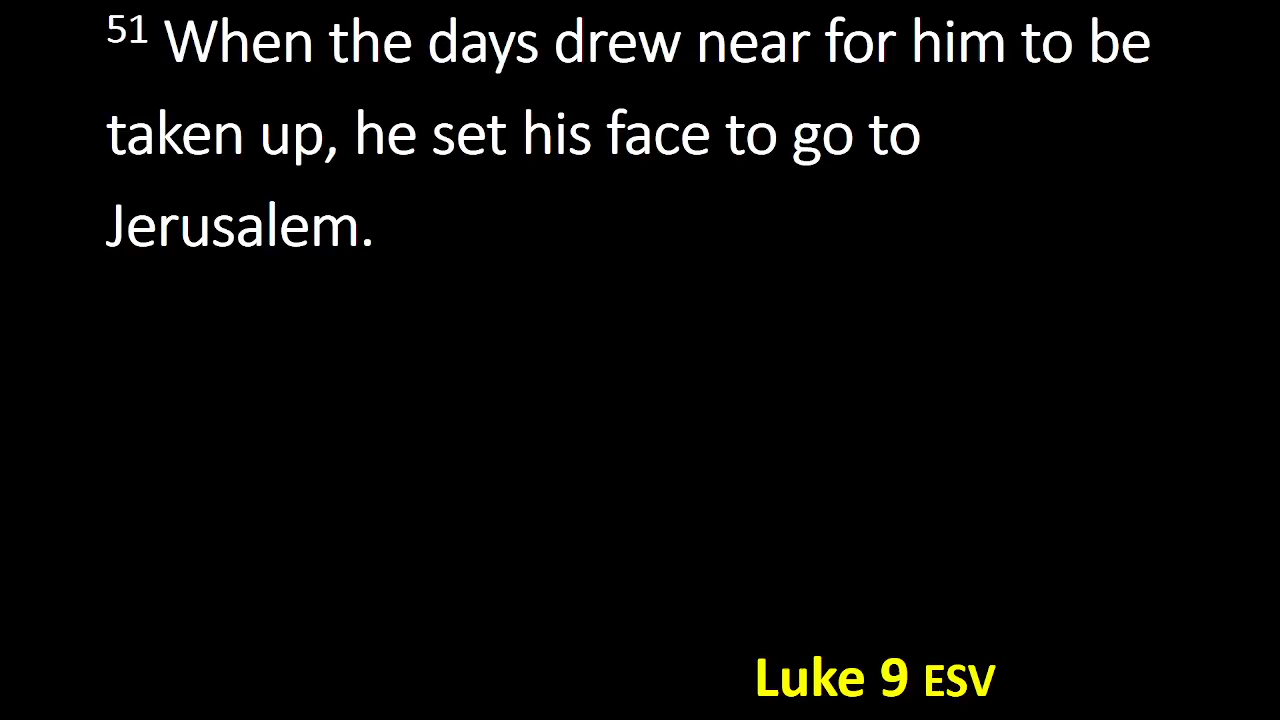 51 When the days drew near for him to be
taken up, he set his face to go to
Jerusalem.
Luke 9 ESV